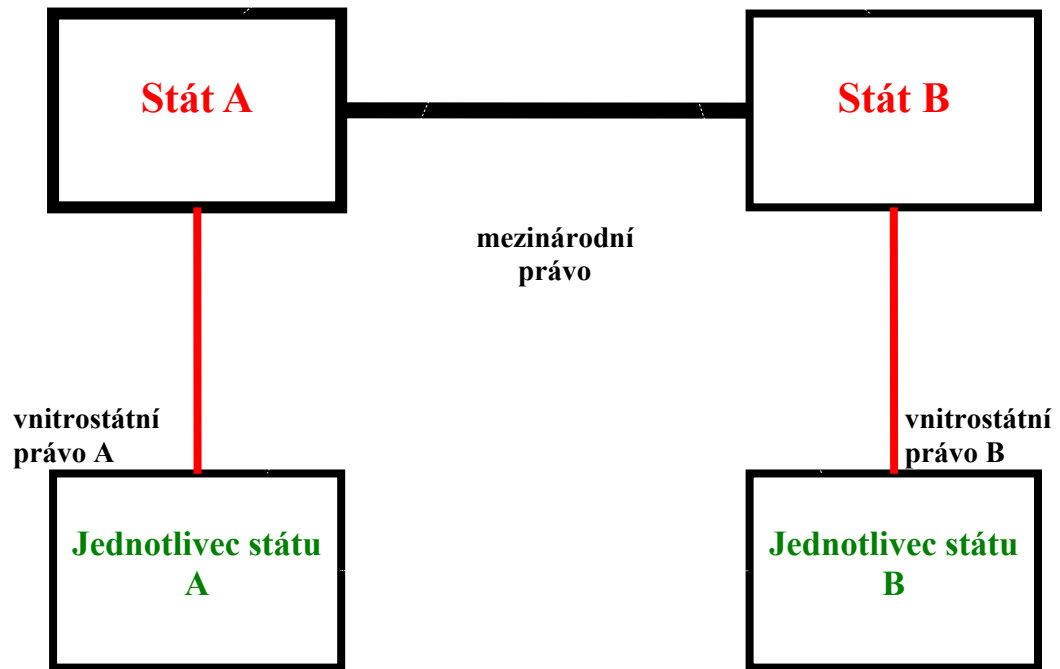 Stát A
Stát B
mezinárodní
právo
vnitrostátní
právo A
vnitrostátní
právo B
Jednotlivec státu
A
Jednotlivec státu
B